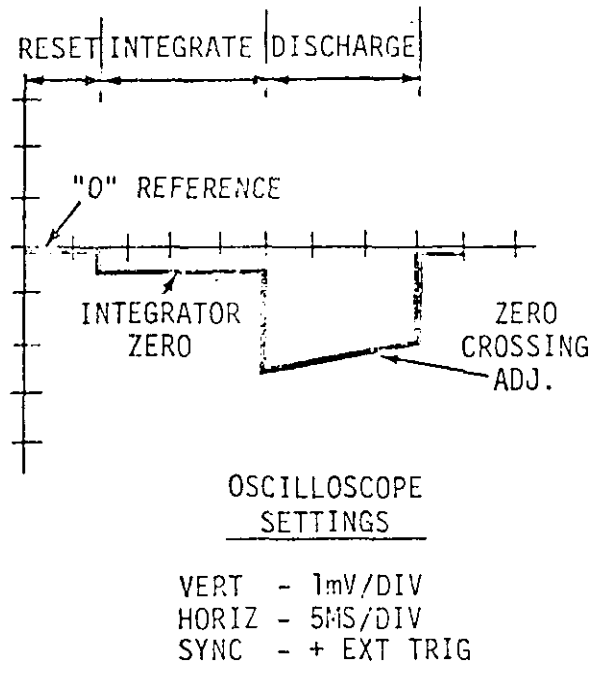 RESET INTEGRATE DISCHARGE
"0" REFERENCE
INTEGRATOR
ZERO
ZERO
CROSSING
ADJ.
OSCILLOSCOPE
SETTINGS
VERT - 1mV/DIV
HORIZ - 5MS/DIV
SYNC - + EXT TRIG